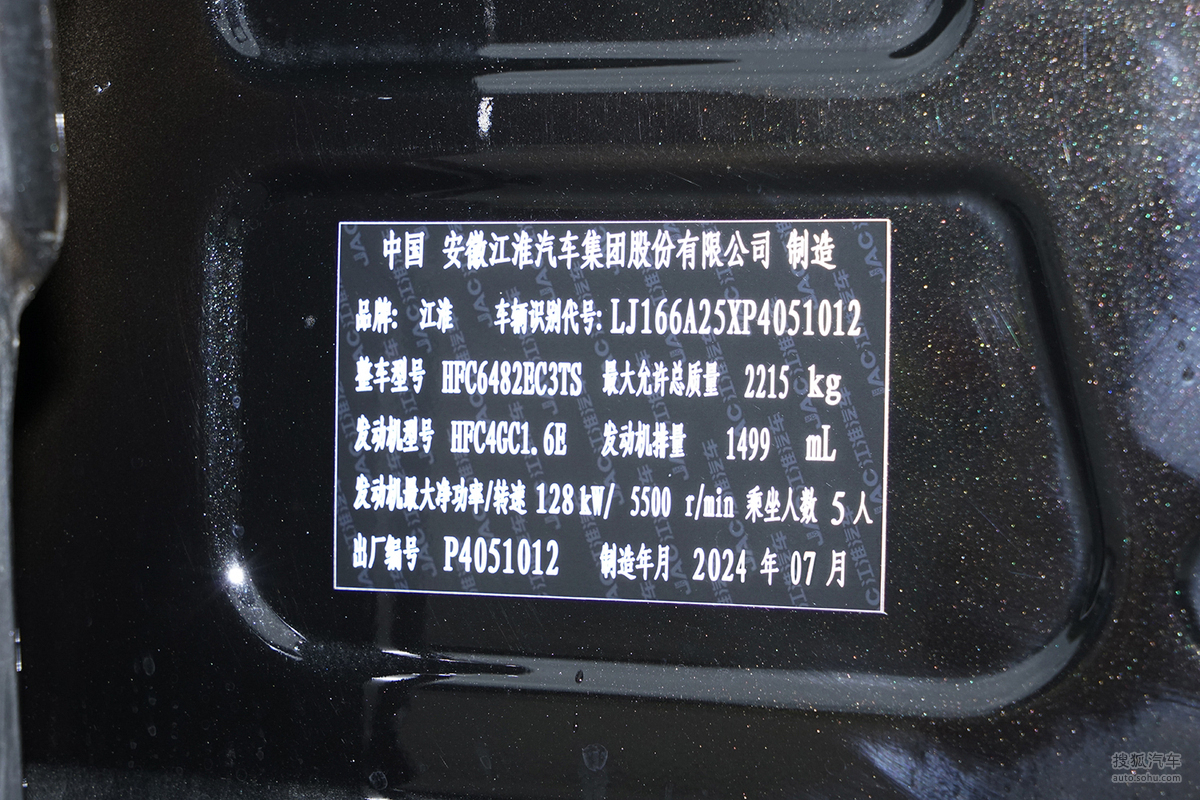 中国 安徽江淮汽车集团股份有限公司 制造
品牌: 江淮 车辆识别代号: LJ166A25XP4051012
整车型号 HFC6482EC3TS 最大允许总质量 2215 kg
发动机型号 HFC4GC1.6E 发动机排量 1499 mL
发动机最大净功率/转速 128 kW/ 5500 r/min 乘坐人数 5 人
出厂编号 P4051012 制造年月 2024 年 07 月
搜狐汽车
auto.sohu.com